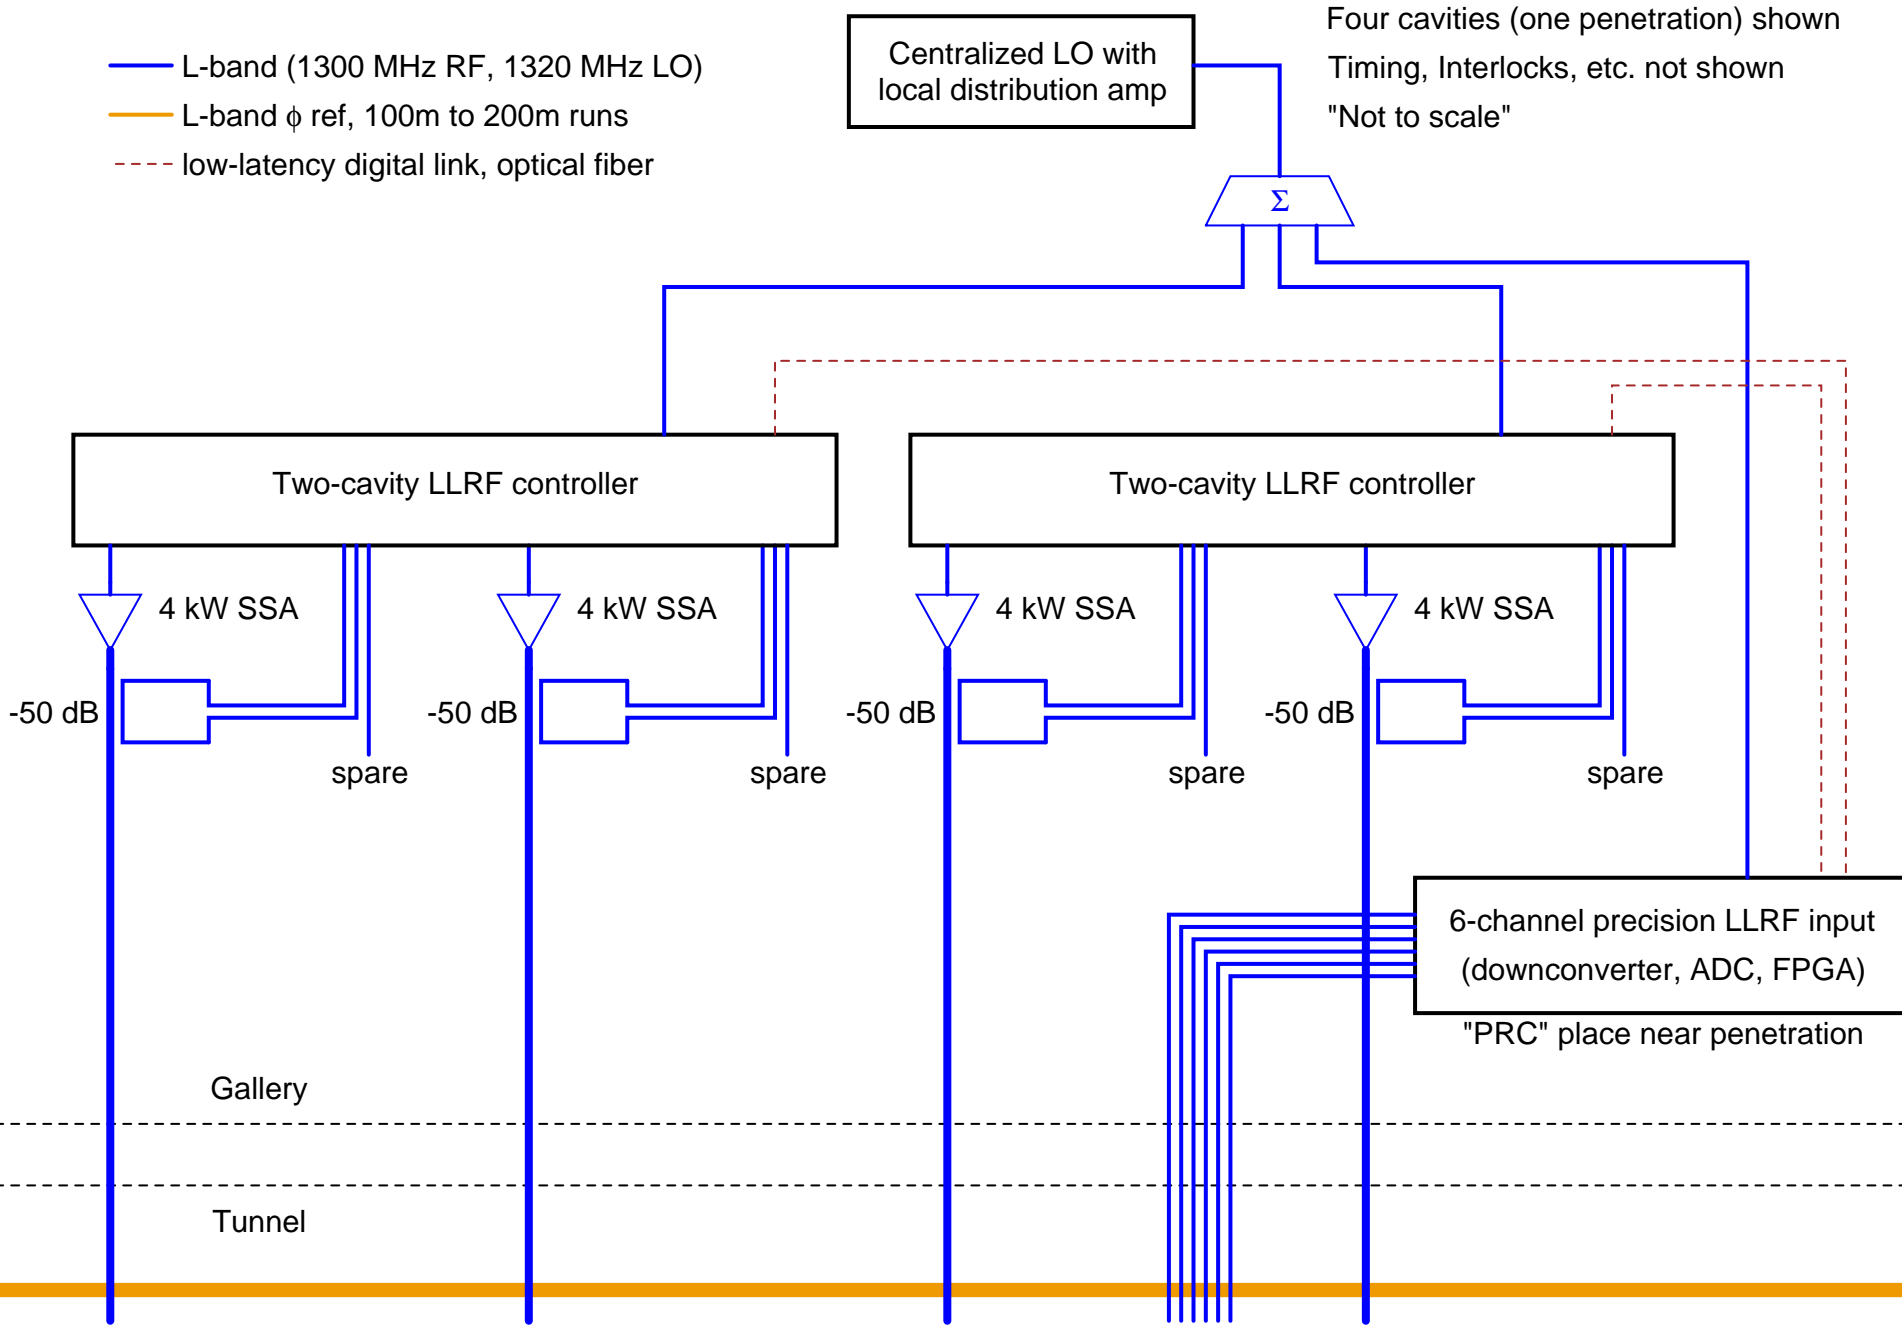 L-band (1300 MHz RF, 1320 MHz LO)
L-band ϕ ref, 100m to 200m runs
low-latency digital link, optical fiber
Centralized LO with
local distribution amp
Four cavities (one penetration) shown
Timing, Interlocks, etc. not shown
"Not to scale"
Σ
Two-cavity LLRF controller
Two-cavity LLRF controller
4 kW SSA
4 kW SSA
4 kW SSA
4 kW SSA
-50 dB
-50 dB
-50 dB
-50 dB
spare
spare
spare
spare
6-channel precision LLRF input
(downconverter, ADC, FPGA)
"PRC" place near penetration
Gallery
Tunnel